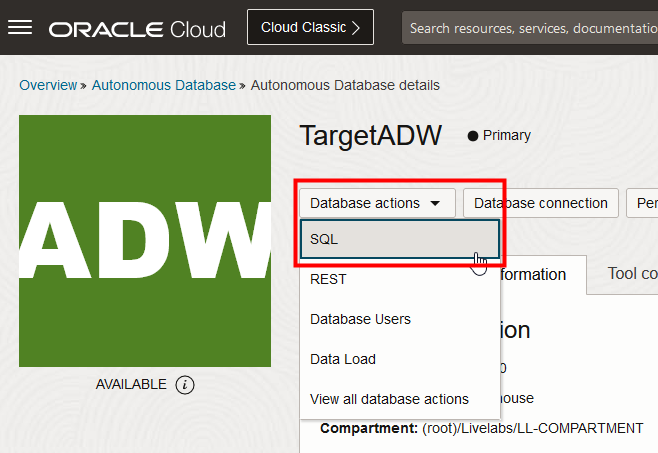 ORACLE Cloud
Cloud Classic
Search resources, services, documentatio
Overview » Autonomous Database » Autonomous Database details
ADW
AVAILABLE
TargetADW
Primary
Database actions
Database connection
Per
SQL
REST
Database Users
Data Load
View all database actions
formation
Tool co
ion
0
house
Compartment: (root)/Livelabs/LL-COMPARTMENT